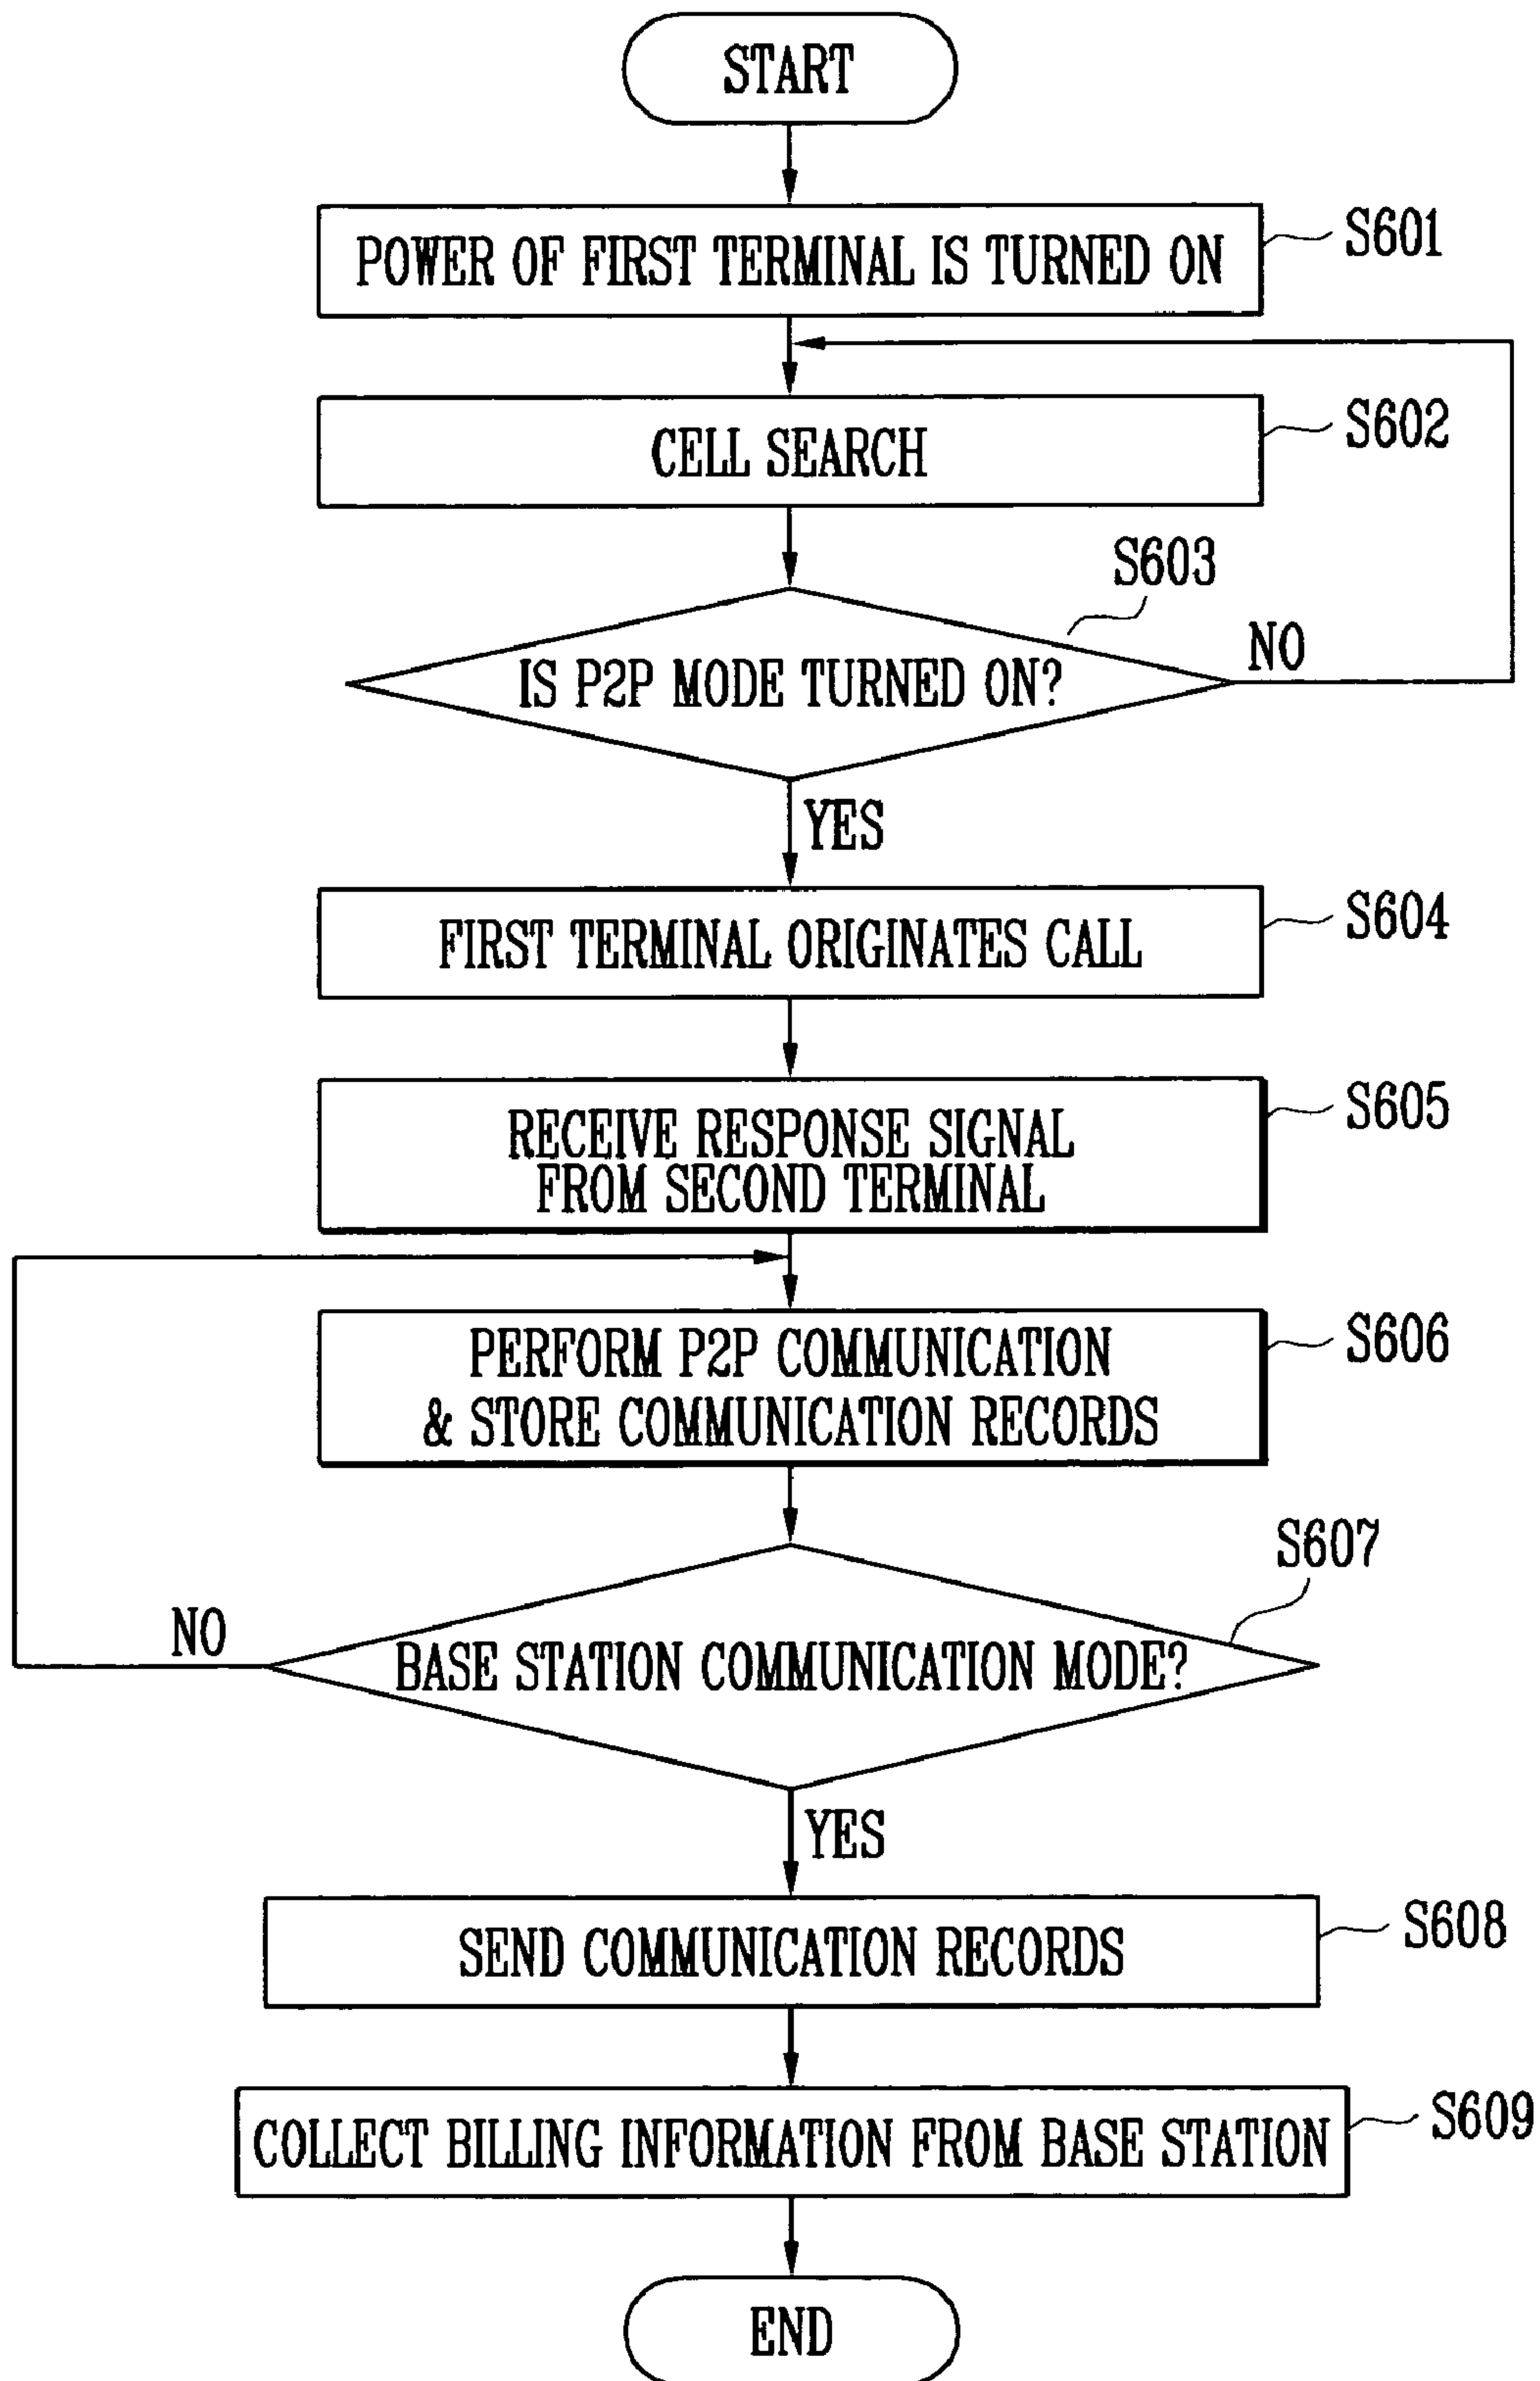 START
POWER OF FIRST TERMINAL IS TURNED ON
S601
CELL SEARCH
S602
S603
IS P2P MODE TURNED ON?
NO
YES
FIRST TERMINAL ORIGINATES CALL
S604
RECEIVE RESPONSE SIGNAL
FROM SECOND TERMINAL
S605
PERFORM P2P COMMUNICATION
& STORE COMMUNICATION RECORDS
S606
S607
NO
BASE STATION COMMUNICATION MODE?
YES
SEND COMMUNICATION RECORDS
S608
COLLECT BILLING INFORMATION FROM BASE STATION
S609
END